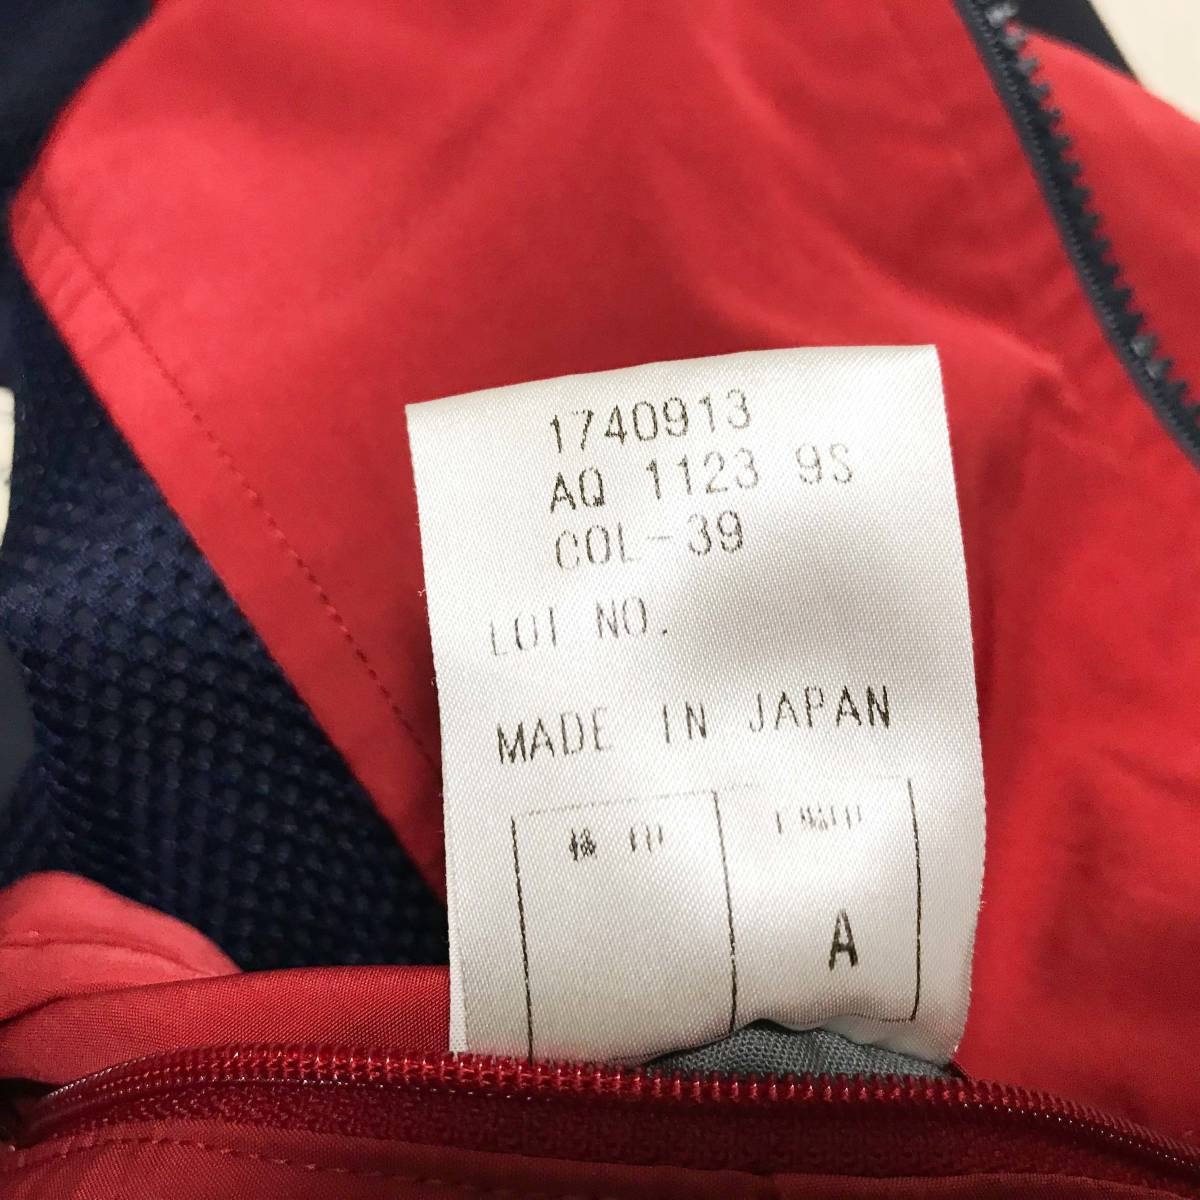 1740913
AQ 1123 9S
COL-39
LOT NO.
MADE IN JAPAN
A